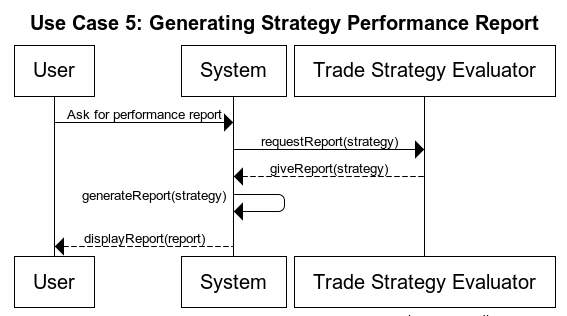 Use Case 5: Generating Strategy Performance Report
User System Trade Strategy Evaluator
Ask for performance report
requestReport(strategy)
giveReport(strategy)
generateReport(strategy)
displayReport(report)
User System Trade Strategy Evaluator